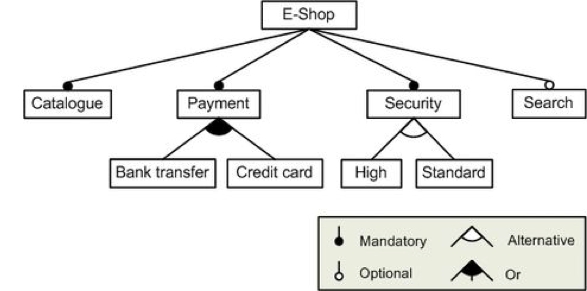 E-Shop
Catalogue
Payment
Security
Search
Bank transfer
Credit card
High
Standard
Mandatory
Alternative
Optional
Or